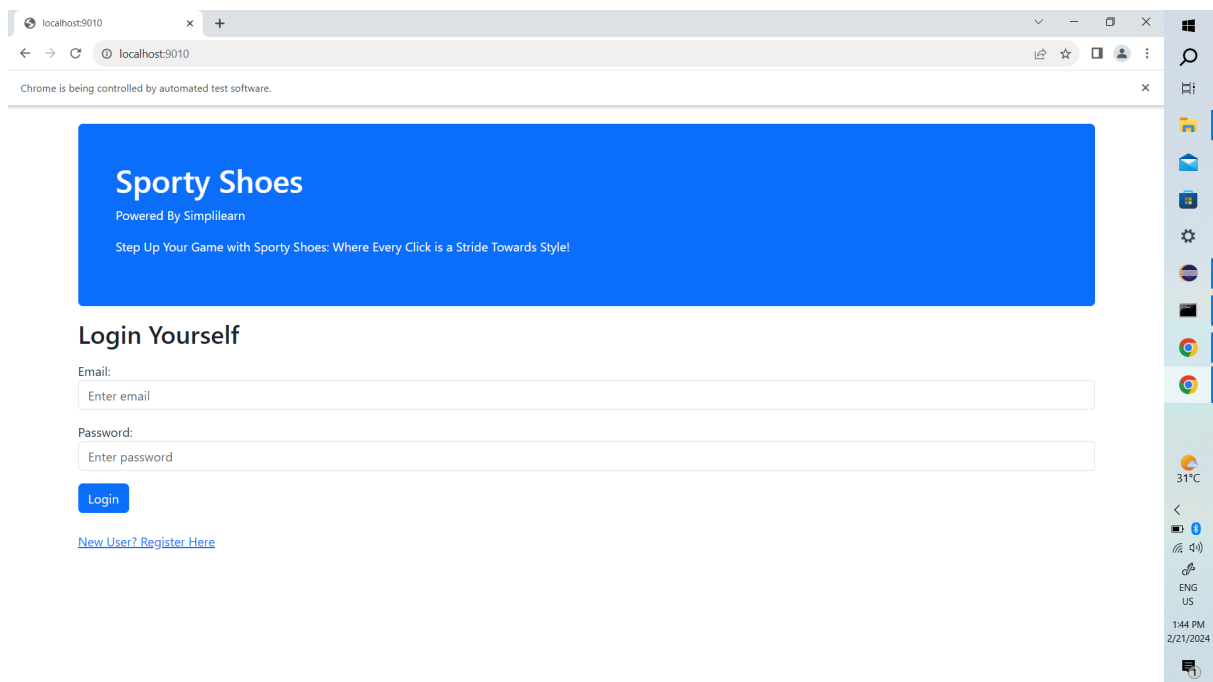 localhost:9010
localhost:9010
Chrome is being controlled by automated test software.
Sporty Shoes
Powered By Simplilearn
Step Up Your Game with Sporty Shoes: Where Every Click is a Stride Towards Style!
Login Yourself
Email:
Enter email
Password:
Enter password
Login
New User? Register Here
31°C
ENG
US
1:44 PM
2/21/2024
1